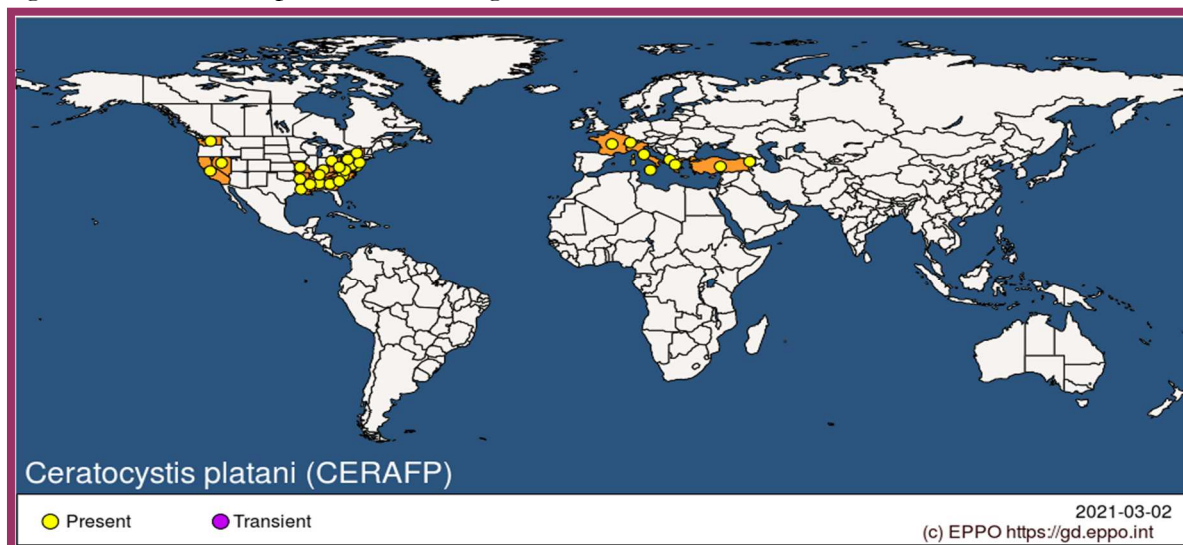 Ceratocystis platani (CERAFP)
Present
Transient
2021-03-02
(c) EPPO https://gd.eppo.int